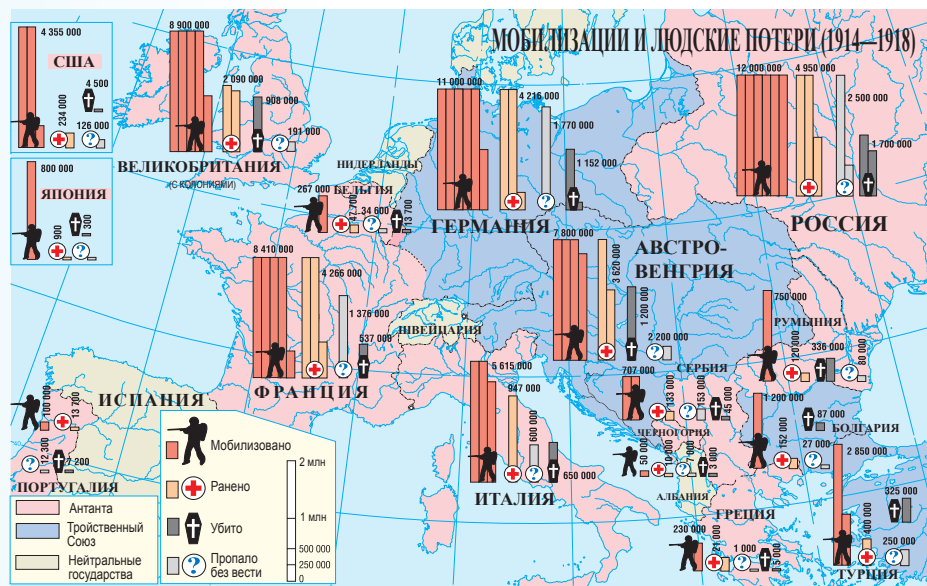 МОБИЛИЗАЦИИ И ЛЮДСКИЕ ПОТЕРИ (1914—1918)
4 355 000
США
234 000
4 500
126 000
800 000
ЯПОНИЯ
900
300
8 900 000
2 090 000
908 000
191 000
ВЕЛИКОБРИТАНИЯ
(С КОЛОНИЯМИ)
НИДЕРЛАНДЫ
БЕЛЬГИЯ
267 000
34 600
13 700
11 000 000
4 216 000
1 770 000
1 152 000
ГЕРМАНИЯ
12 000 000
4 950 000
2 500 000
1 700 000
РОССИЯ
8 410 000
4 266 000
1 376 000
537 000
ФРАНЦИЯ
ШВЕЙЦАРИЯ
7 800 000
3 620 000
1 200 000
2 200 000
АВСТРО-
ВЕНГРИЯ
750 000
РУМЫНИЯ
120 000
336 000
80 000
5 615 000
947 000
600 000
650 000
ИТАЛИЯ
707 000
СЕРБИЯ
133 000
153 000
45 000
ЧЕРНОГОРИЯ
50 000
10 000
3 000
АЛБАНИЯ
1 200 000
152 000
27 000
87 000
БОЛГАРИЯ
ГРЕЦИЯ
230 000
21 000
1 000
5 000
2 850 000
400 000
250 000
325 000
ТУРЦИЯ
ИСПАНИЯ
100 000
13 700
12 300
7 200
ПОРТУГАЛИЯ
Антанта
Тройственный
Союз
Нейтральные
государства
Мобилизовано
Ранено
Убито
Пропало
без вести
2 млн
1 млн
500 000
250 000
0